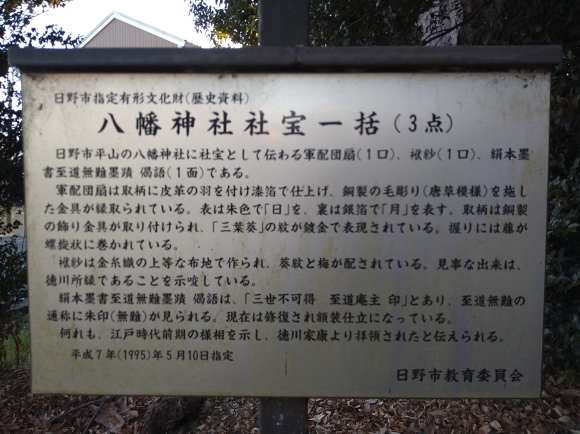 日野市指定有形文化財(歴史資料)
八幡神社社宝一括(3点)
日野市平山の八幡神社に社宝として伝わる軍配団扇(1口)、袱紗(1口)、絹本墨
書至道無難墨蹟 偈語(1面)である。
軍配団扇は取柄に皮革の羽を付け漆箔で仕上げ、銅製の毛彫り(唐草模様)を施し
た金具が縁取られている。表は朱色で「日」を、裏は銀箔で「月」を表す。取柄は銅製
の飾り金具が取り付けられ、「三葉葵」の紋が鍍金で表現されている。握りには藤が
螺旋状に巻かれている。
袱紗は金糸織の上等な布地で作られ、葵紋と梅が配されている。見事な出来は、
徳川所縁であることを示唆している。
絹本墨書至道無難墨蹟 偈語は、「三世不可得 至道庵主 印」とあり、至道無難の
通称に朱印(無難)が見られる。現在は修復され額装仕立になっている。
何れも、江戸時代前期の様相を示し、徳川家康より拝領されたと伝えられる。
平成7年(1995)年5月10日指定
日野市教育委員会